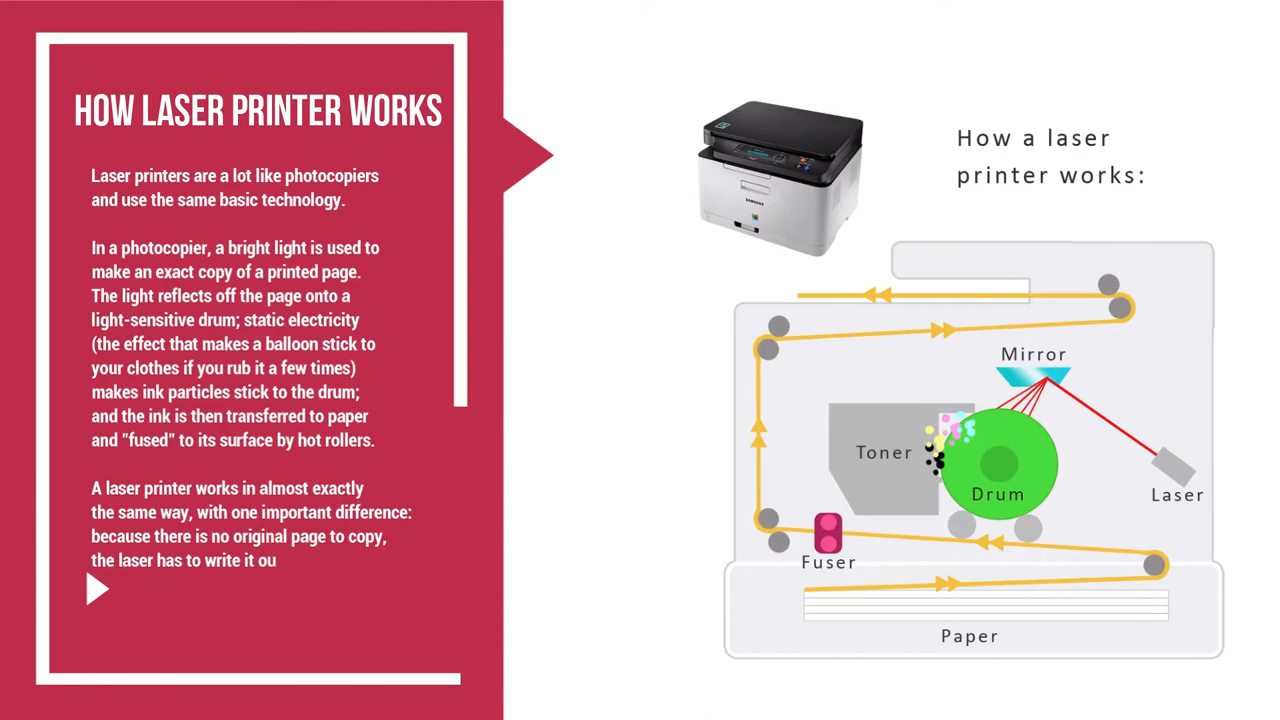 HOW LASER PRINTER WORKS
Laser printers are a lot like photocopiers
and use the same basic technology.
In a photocopier, a bright light is used to
make an exact copy of a printed page.
The light reflects off the page onto a
light-sensitive drum; static electricity
(the effect that makes a balloon stick to
your clothes if you rub it a few times)
makes ink particles stick to the drum;
and the ink is then transferred to paper
and "fused" to its surface by hot rollers.
A laser printer works in almost exactly
the same way, with one important difference:
because there is no original page to copy,
the laser has to write it ou
SAMSUNG
How a laser
printer works:
Mirror
Toner
Drum
Laser
Fuser
Paper